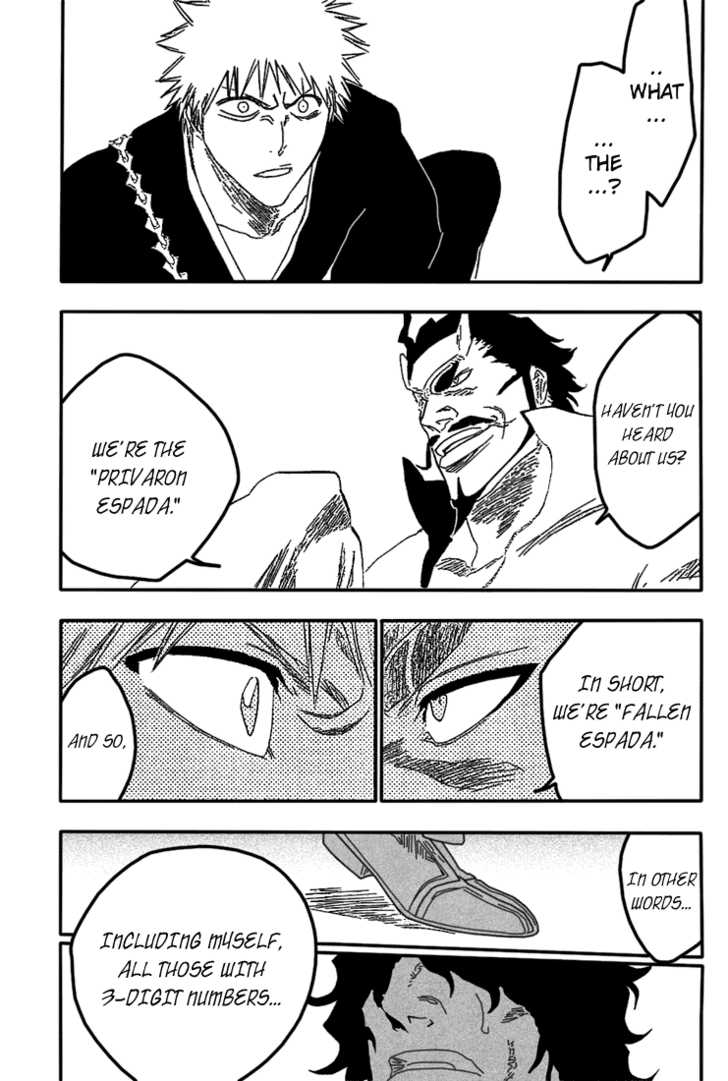 ..
WHAT
...
...
THE
...?
HAVEN'T YOU
HEARD
ABOUT US?
WE'RE THE
"PRIVARON
ESPADA."
IN SHORT,
WE'RE "FALLEN
ESPADA."
AND SO,
IN OTHER
WORDS...
INCLUDING MYSELF,
ALL THOSE WITH
3-DIGIT NUMBERS...